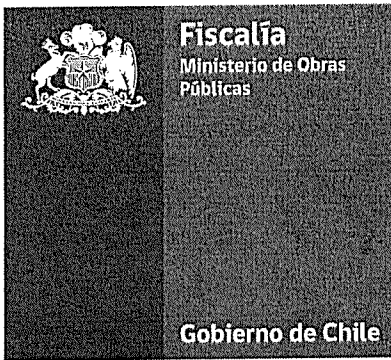 Fiscalía
Ministerio de Obras
Públicas
Gobierno de Chile